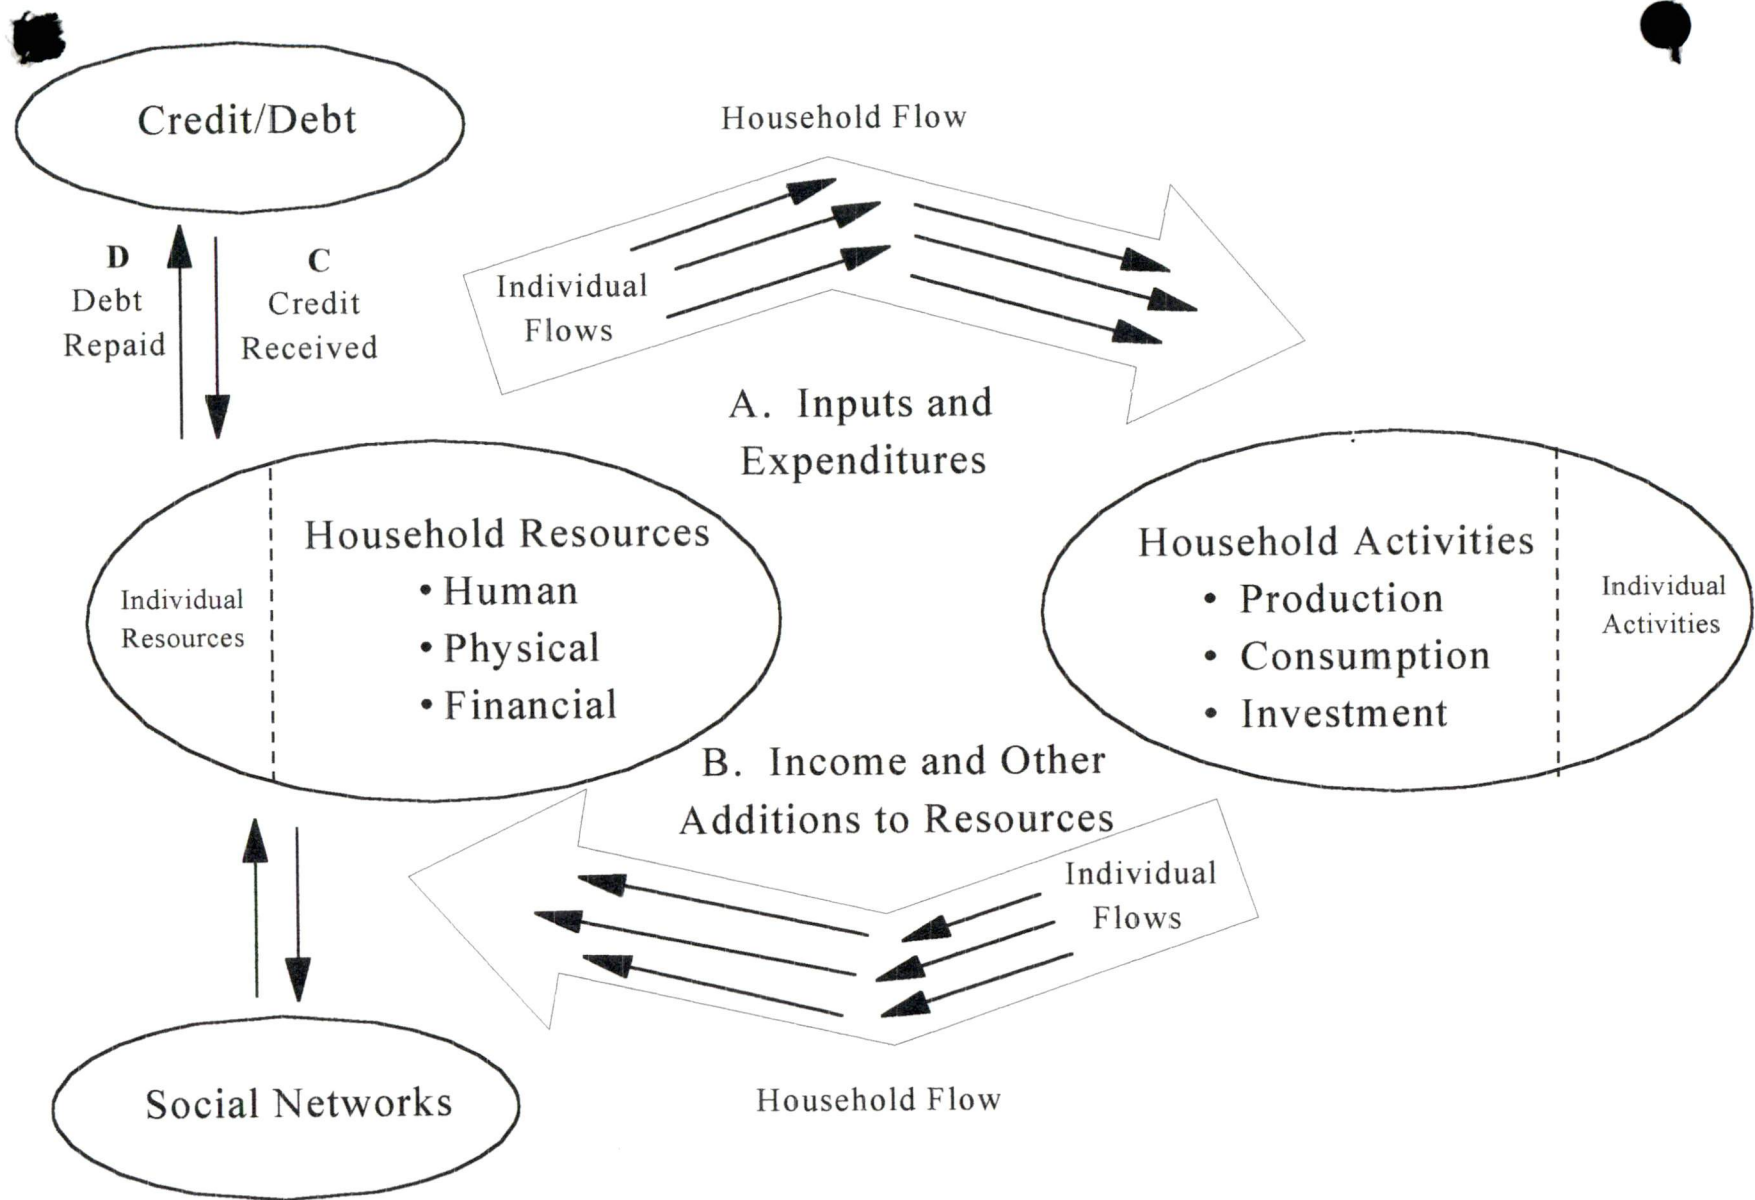 Credit/Debt
Household Flow
D
Debt
Repaid
C
Credit
Received
Individual
Flows
A. Inputs and
Expenditures
Household Resources
• Human
• Physical
• Financial
Individual
Resources
Household Activities
• Production
• Consumption
• Investment
Individual
Activities
B. Income and Other
Additions to Resources
Individual
Flows
Social Networks
Household Flow